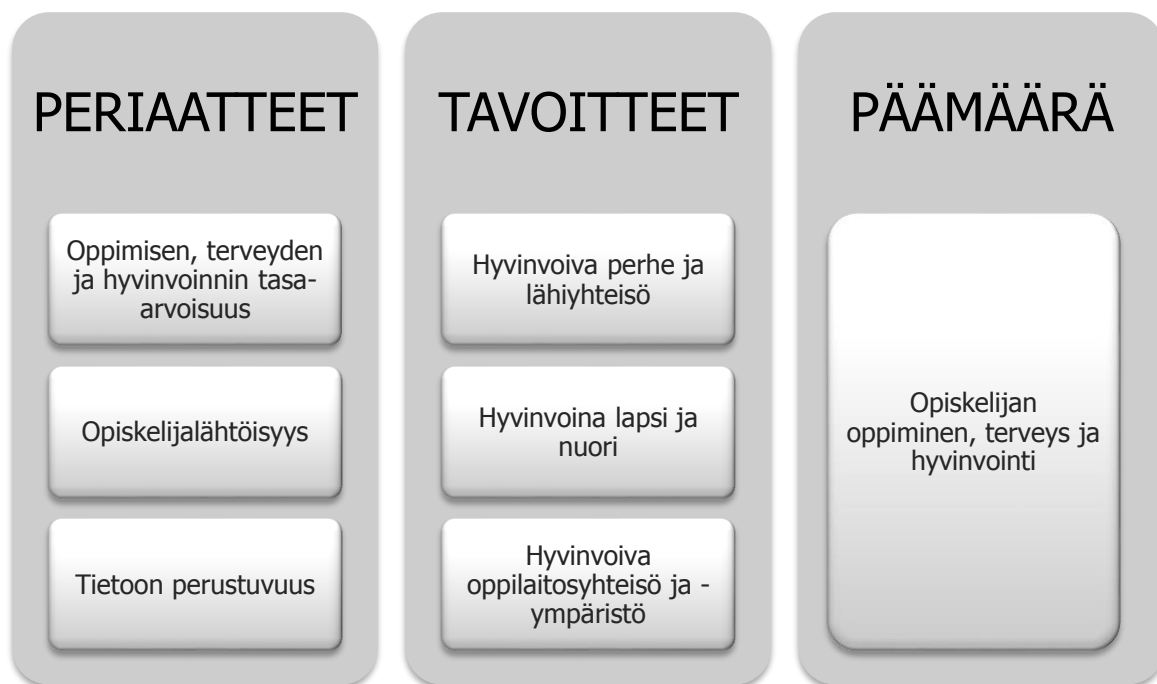 PERIAATTEET
Oppimisen, terveyden
ja hyvinvoinnin tasa-
arvoisuus
Opiskelijalähtöisyys
Tietoon perustuvuus
TAVOITTEET
Hyvinvoiva perhe ja
lähiyhteisö
Hyvinvoina lapsi ja
nuori
Hyvinvoiva
oppilaitosyhteisö ja -
ympäristö
PÄÄMÄÄRÄ
Opiskelijan
oppiminen, terveys ja
hyvinvointi